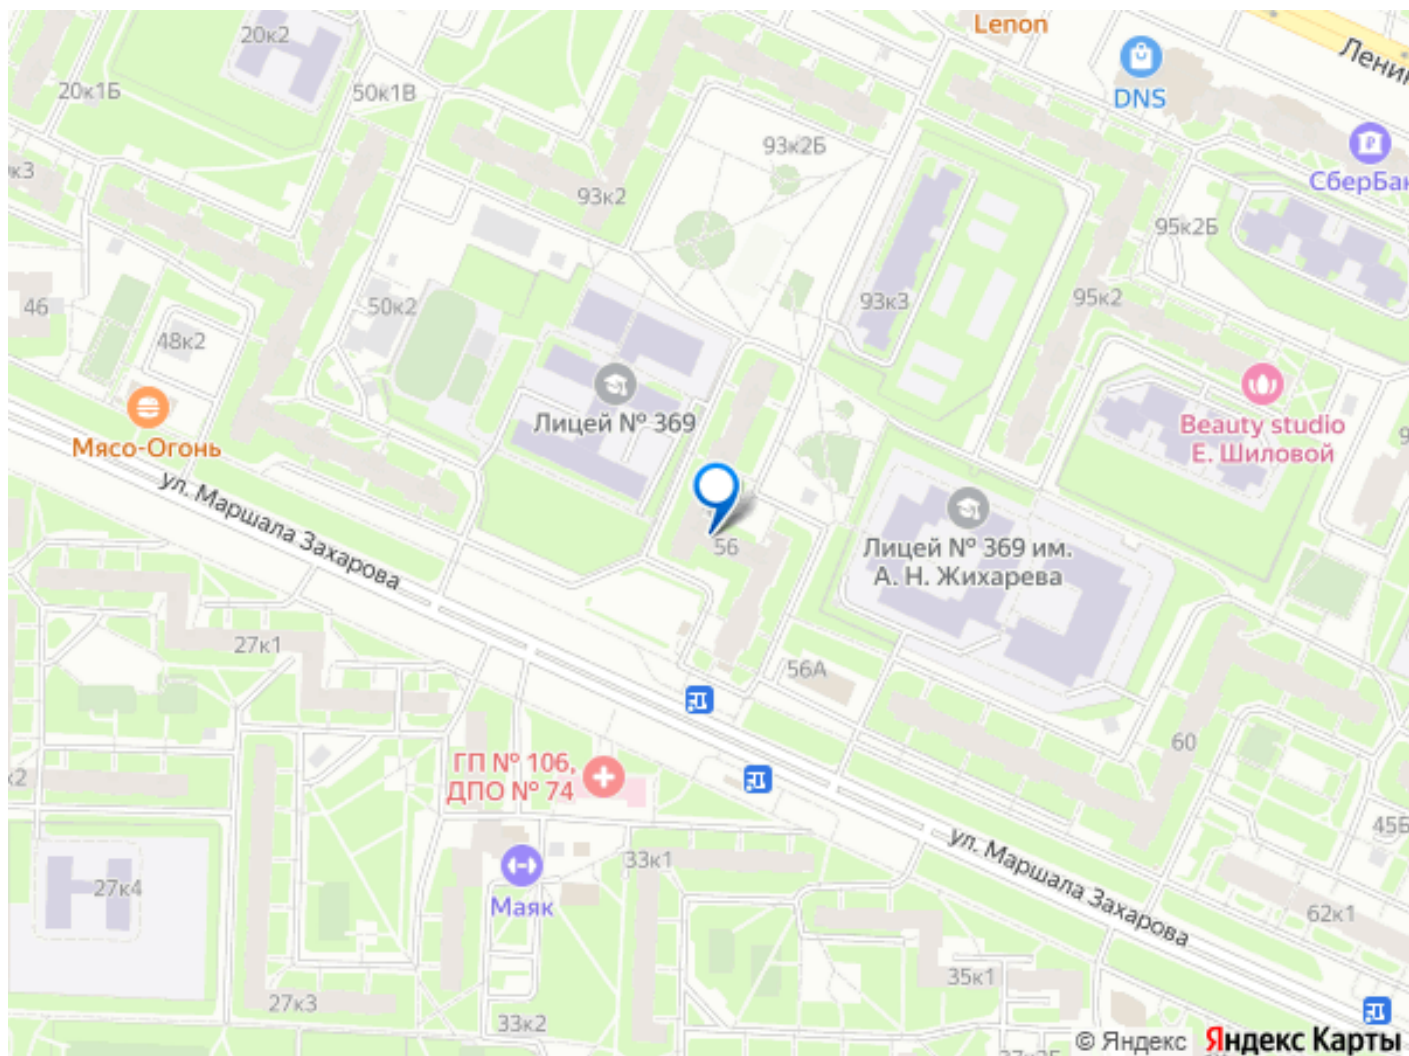 Lenon
20к2
Лени
20к1Б
50к1В
DNS
93к2Б
к3
СберБан
93к2
95к2Б
46
50к2
93к3
95к2
48к2
Лицей № 369
Мясо-Огонь
Beauty studio
Е. Шиловой
ул. Маршала Захарова
56
Лицей № 369 им.
А. Н. Жихарева
27к1
56А
60
ГП № 106,
ДПО № 74
к2
45Б
ул. Маршала Захарова
33к1
27к4
Маяк
62к1
35к1
27к3
33к2
© Яндекс Яндекс Карты